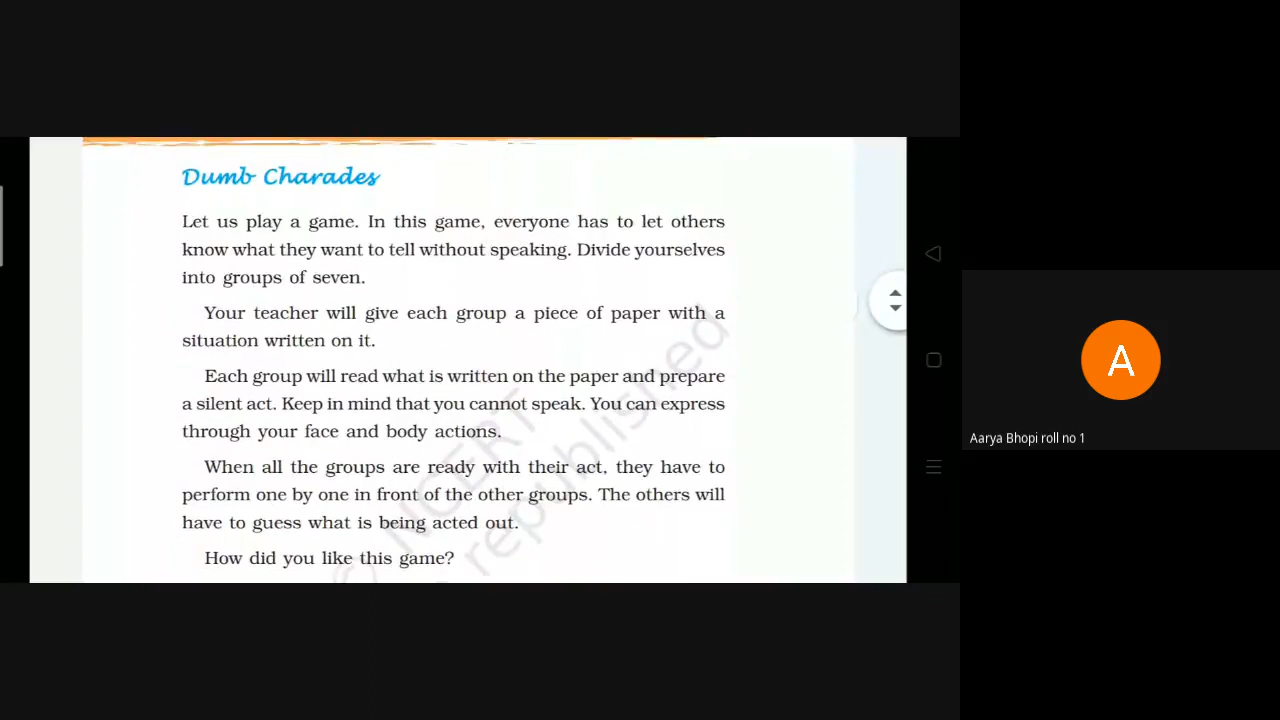 Dumb Charades
Let us play a game. In this game, everyone has to let others
know what they want to tell without speaking. Divide yourselves
into groups of seven.
Your teacher will give each group a piece of paper with a
situation written on it.
Each group will read what is written on the paper and prepare
a silent act. Keep in mind that you cannot speak. You can express
through your face and body actions.
When all the groups are ready with their act, they have to
perform one by one in front of the other groups. The others will
have to guess what is being acted out.
How did you like this game?
© NCERT
republished
A
Aarya Bhopi roll no 1